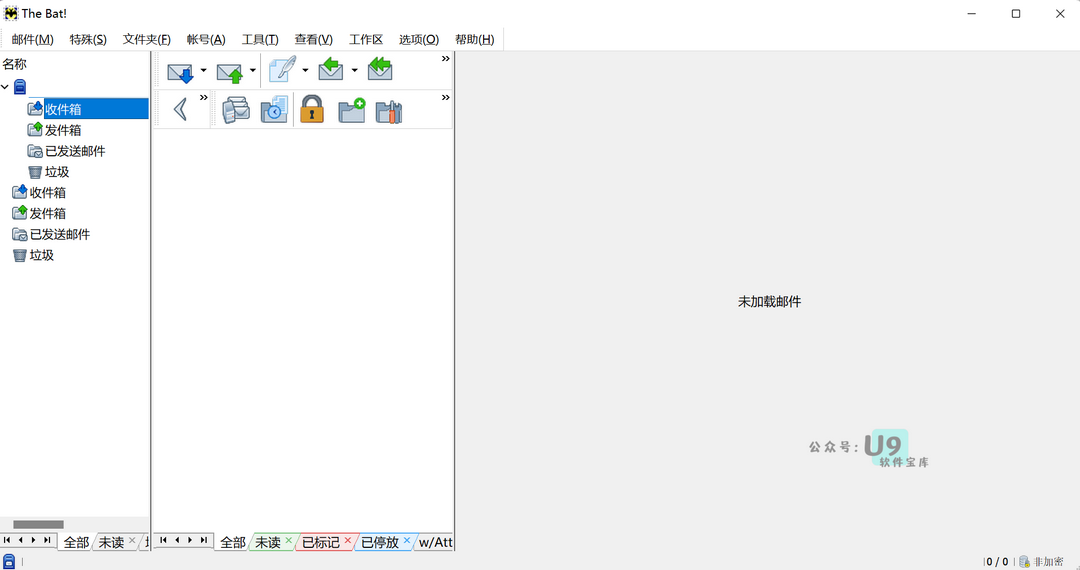 The Bat!
邮件(M) 特殊(S) 文件夹(F) 帐号(A) 工具(T) 查看(V) 工作区 选项(O) 帮助(H)
名称
收件箱
发件箱
已发送邮件
垃圾
收件箱
发件箱
已发送邮件
垃圾
未加载邮件
公众号:U9
软件宝库
全部 未读 全部 未读 已标记 已停放 w/Att
0 / 0 非加密